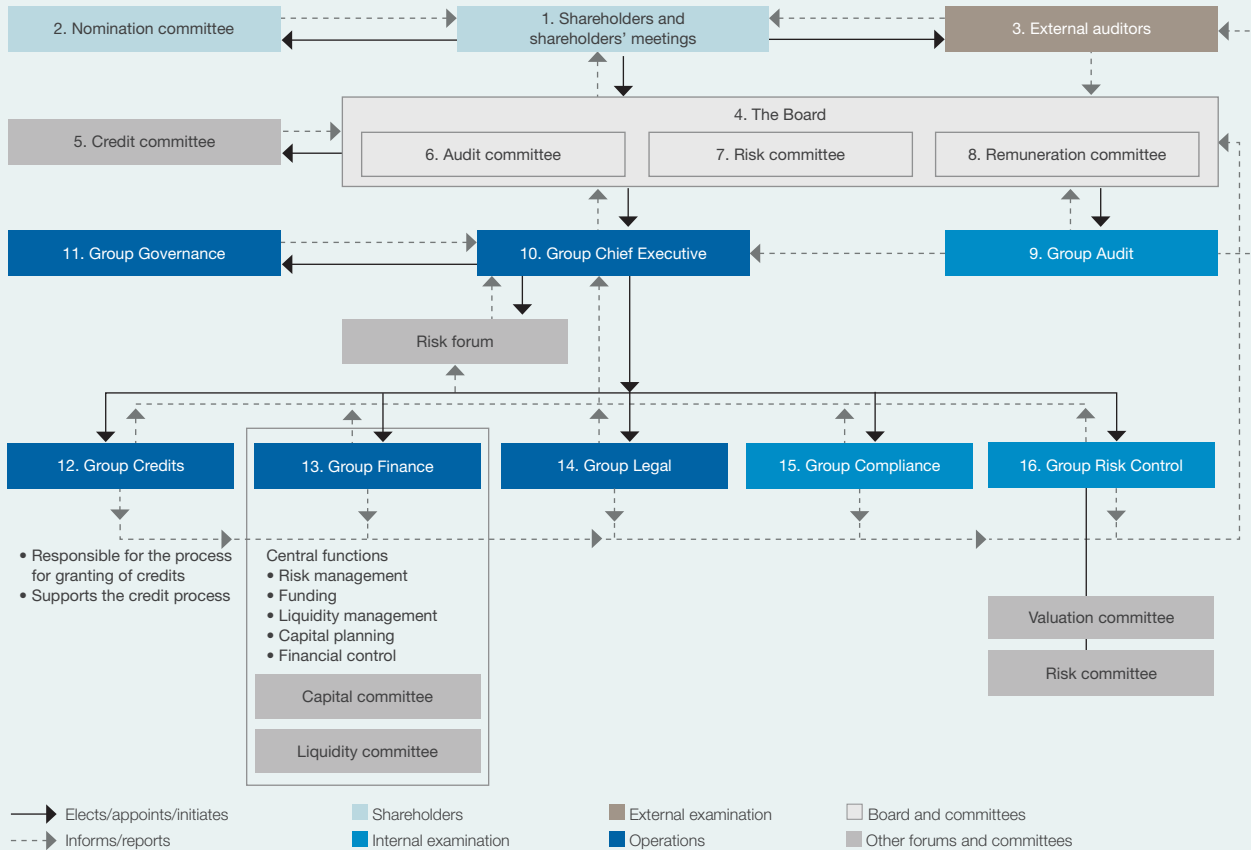 2. Nomination committee
1. Shareholders and
shareholders’ meetings
3. External auditors
4. The Board
5. Credit committee
6. Audit committee
7. Risk committee
8. Remuneration committee
11. Group Governance
10. Group Chief Executive
9. Group Audit
Risk forum
12. Group Credits
13. Group Finance
14. Group Legal
15. Group Compliance
16. Group Risk Control
• Responsible for the process
for granting of credits
• Supports the credit process
Central functions
• Risk management
• Funding
• Liquidity management
• Capital planning
• Financial control
Capital committee
Liquidity committee
Valuation committee
Risk committee
Elects/appoints/initiates
Shareholders
External examination
Board and committees
Informs/reports
Internal examination
Operations
Other forums and committees